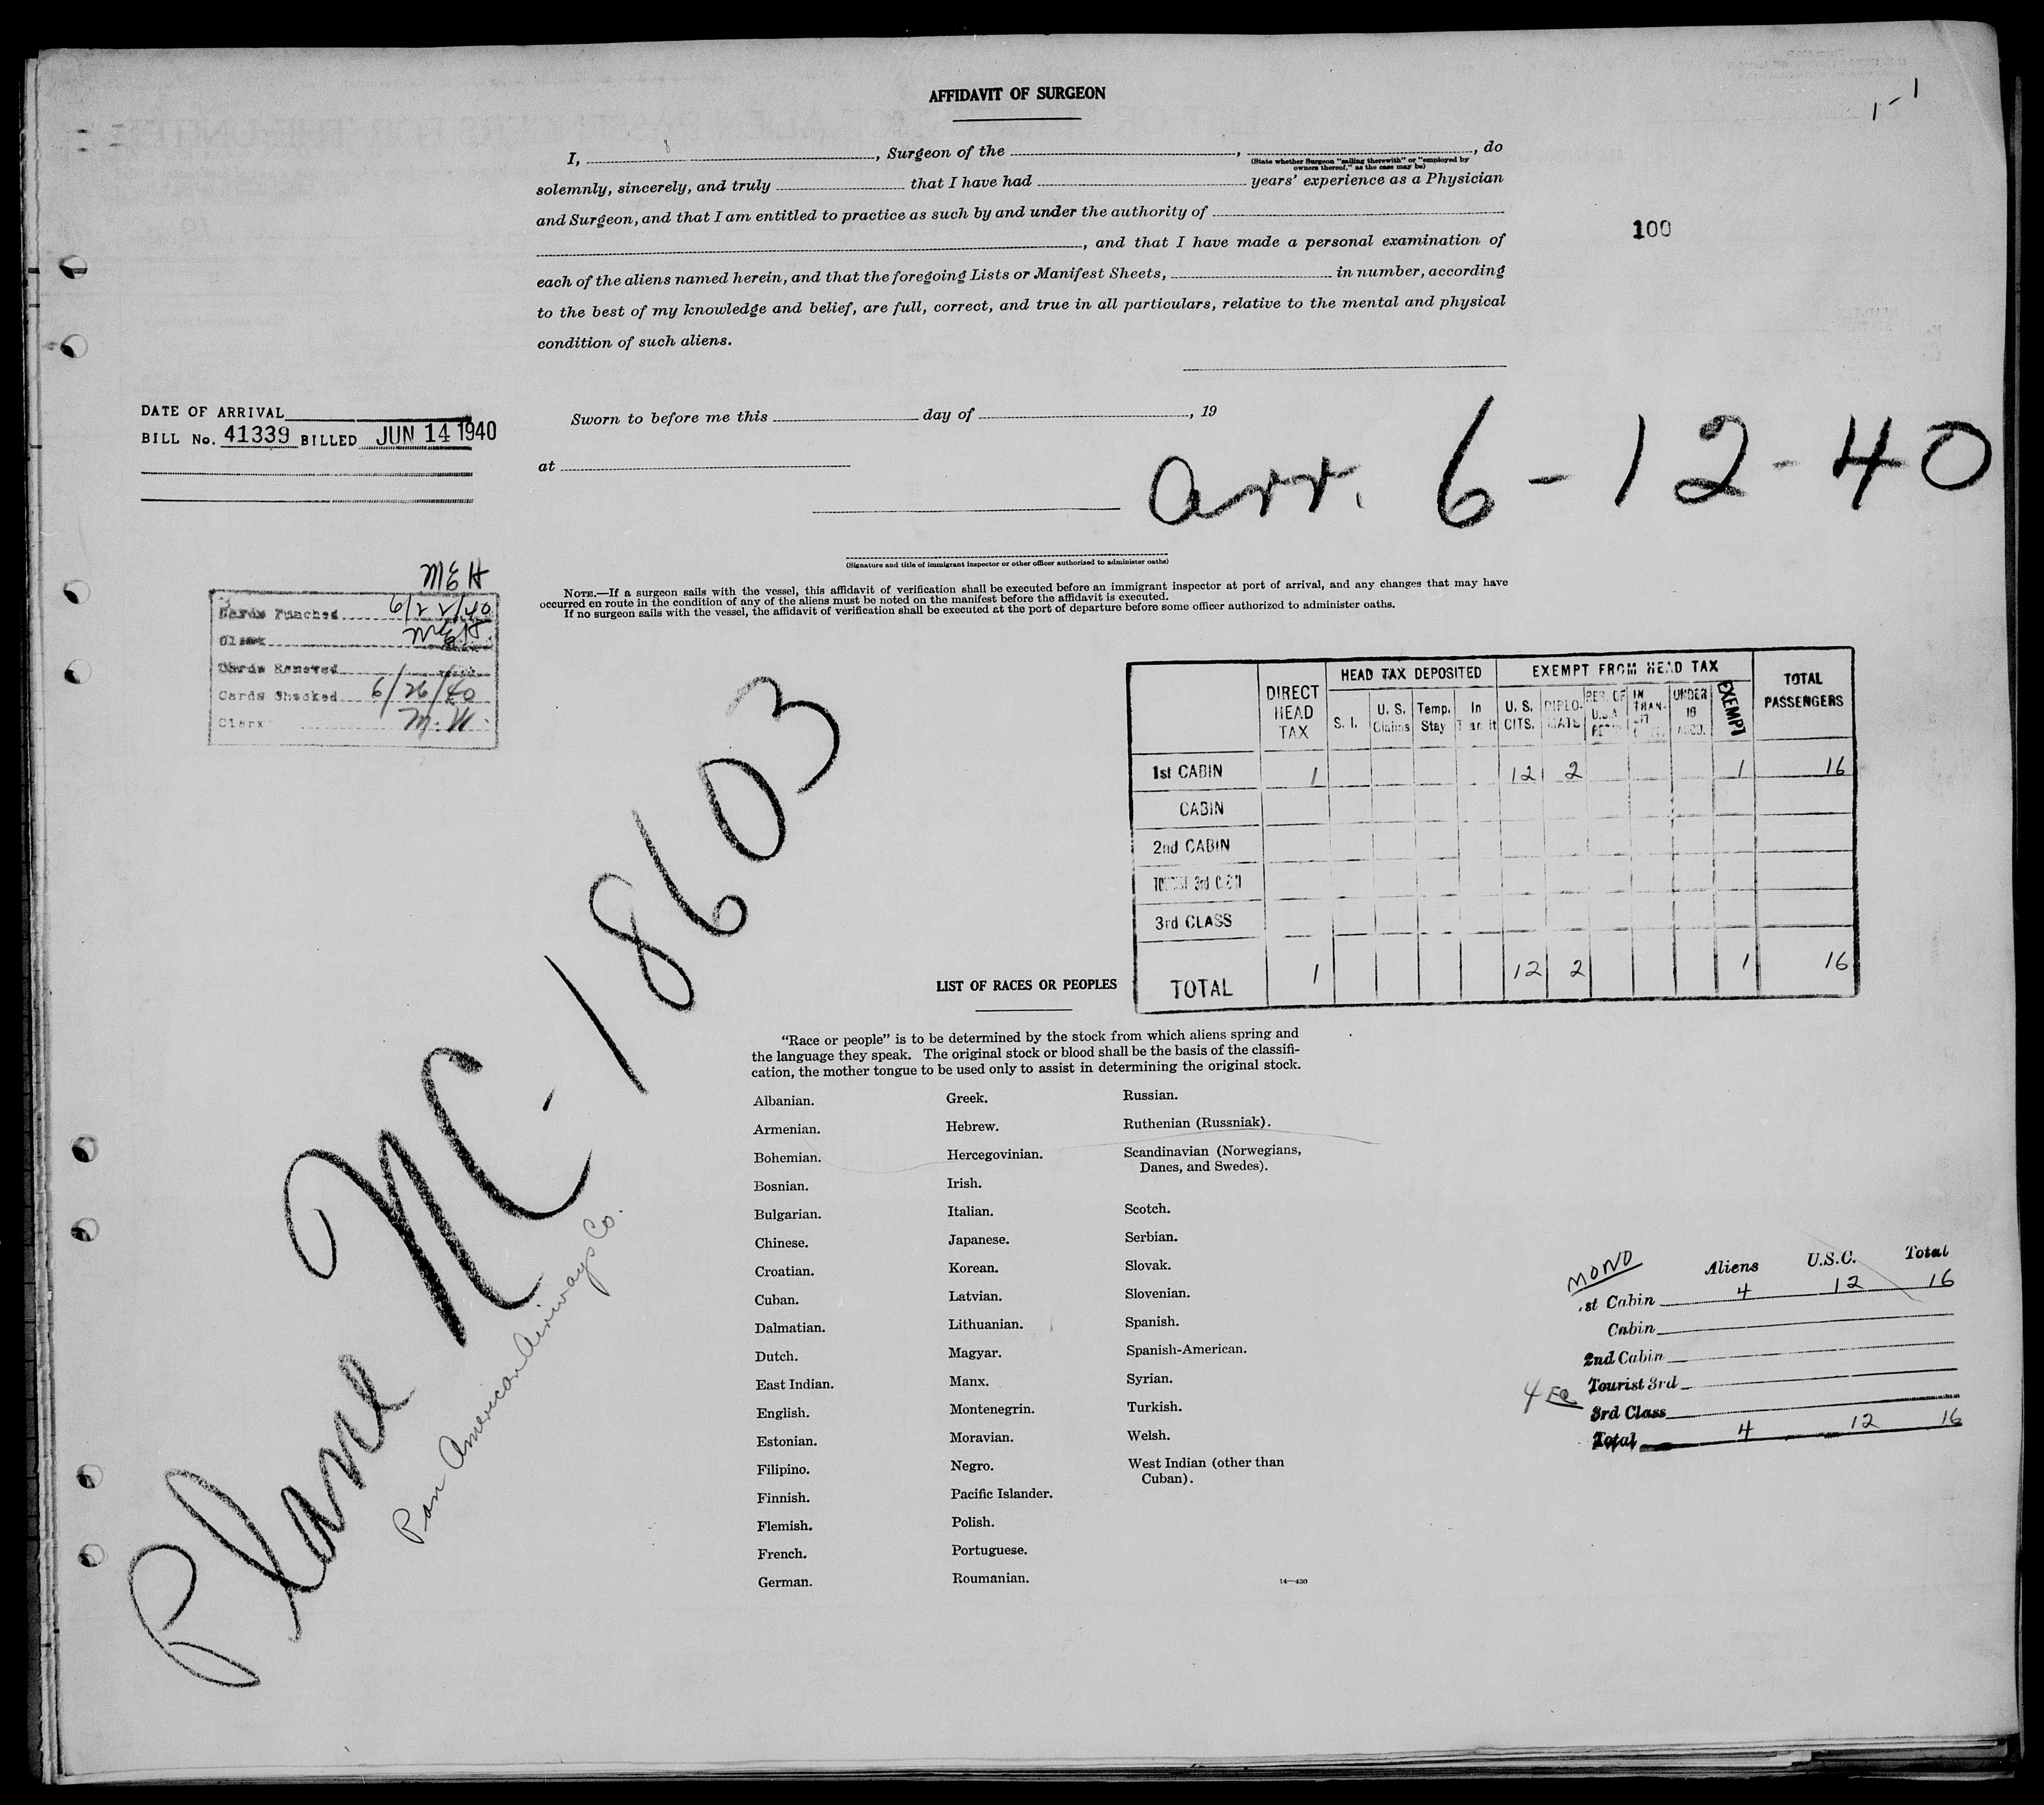 AFFIDAVIT OF SURGEON
1-1
I, , Surgeon of the , , do
(State whether Surgeon "sailing therewith" or "employed by
owners thereof," as the case may be)
solemnly, sincerely, and truly that I have had years' experience as a Physician
and Surgeon, and that I am entitled to practice as such by and under the authority of
, and that I have made a personal examination of
100
each of the aliens named herein, and that the foregoing Lists or Manifest Sheets, in number, according
to the best of my knowledge and belief, are full, correct, and true in all particulars, relative to the mental and physical
condition of such aliens.
DATE OF ARRIVAL
BILL No. 41339 BILLED JUN 14 1940
Sworn to before me this day of , 19
at
arr. 6-12-40
(Signature and title of immigrant inspector or other officer authorized to administer oaths)
NOTE.—If a surgeon sails with the vessel, this affidavit of verification shall be executed before an immigrant inspector at port of arrival, and any changes that may have
occurred en route in the condition of any of the aliens must be noted on the manifest before the affidavit is executed.
If no surgeon sails with the vessel, the affidavit of verification shall be executed at the port of departure before some officer authorized to administer oaths.
MEH
Cards Punched 6/22/40
Clerk MEH
Cards Removed
Cards Checked 6/26/40
Clerk M.W.
HEAD TAX DEPOSITED EXEMPT FROM HEAD TAX
DIRECT HEAD TAX S. I. U. S. Claims Temp. Stay In Transit U. S. CITS. DIPLOMATS RES. OF U.S.A. IN TRAN-SIT UNDER 16 EXEMPT TOTAL PASSENGERS
1st CABIN 1 12 2 1 16
CABIN
2nd CABIN
TOURIST 3rd CABIN
3rd CLASS
TOTAL 1 12 2 1 16
Plane NC-18603
Pan American Airways Co.
LIST OF RACES OR PEOPLES
"Race or people" is to be determined by the stock from which aliens spring and
the language they speak. The original stock or blood shall be the basis of the classifi-
cation, the mother tongue to be used only to assist in determining the original stock.
Albanian.
Armenian.
Bohemian.
Bosnian.
Bulgarian.
Chinese.
Croatian.
Cuban.
Dalmatian.
Dutch.
East Indian.
English.
Estonian.
Filipino.
Finnish.
Flemish.
French.
German.
Greek.
Hebrew.
Hercegovinian.
Irish.
Italian.
Japanese.
Korean.
Latvian.
Lithuanian.
Magyar.
Manx.
Montenegrin.
Moravian.
Negro.
Pacific Islander.
Polish.
Portuguese.
Roumanian.
Russian.
Ruthenian (Russniak).
Scandinavian (Norwegians,
Danes, and Swedes).
Scotch.
Serbian.
Slovak.
Slovenian.
Spanish.
Spanish-American.
Syrian.
Turkish.
Welsh.
West Indian (other than
Cuban).
14—430
MONO
Aliens U.S.C. Total
1st Cabin 4 12 16
Cabin
2nd Cabin
Tourist 3rd
4
3rd Class
Total 4 12 16